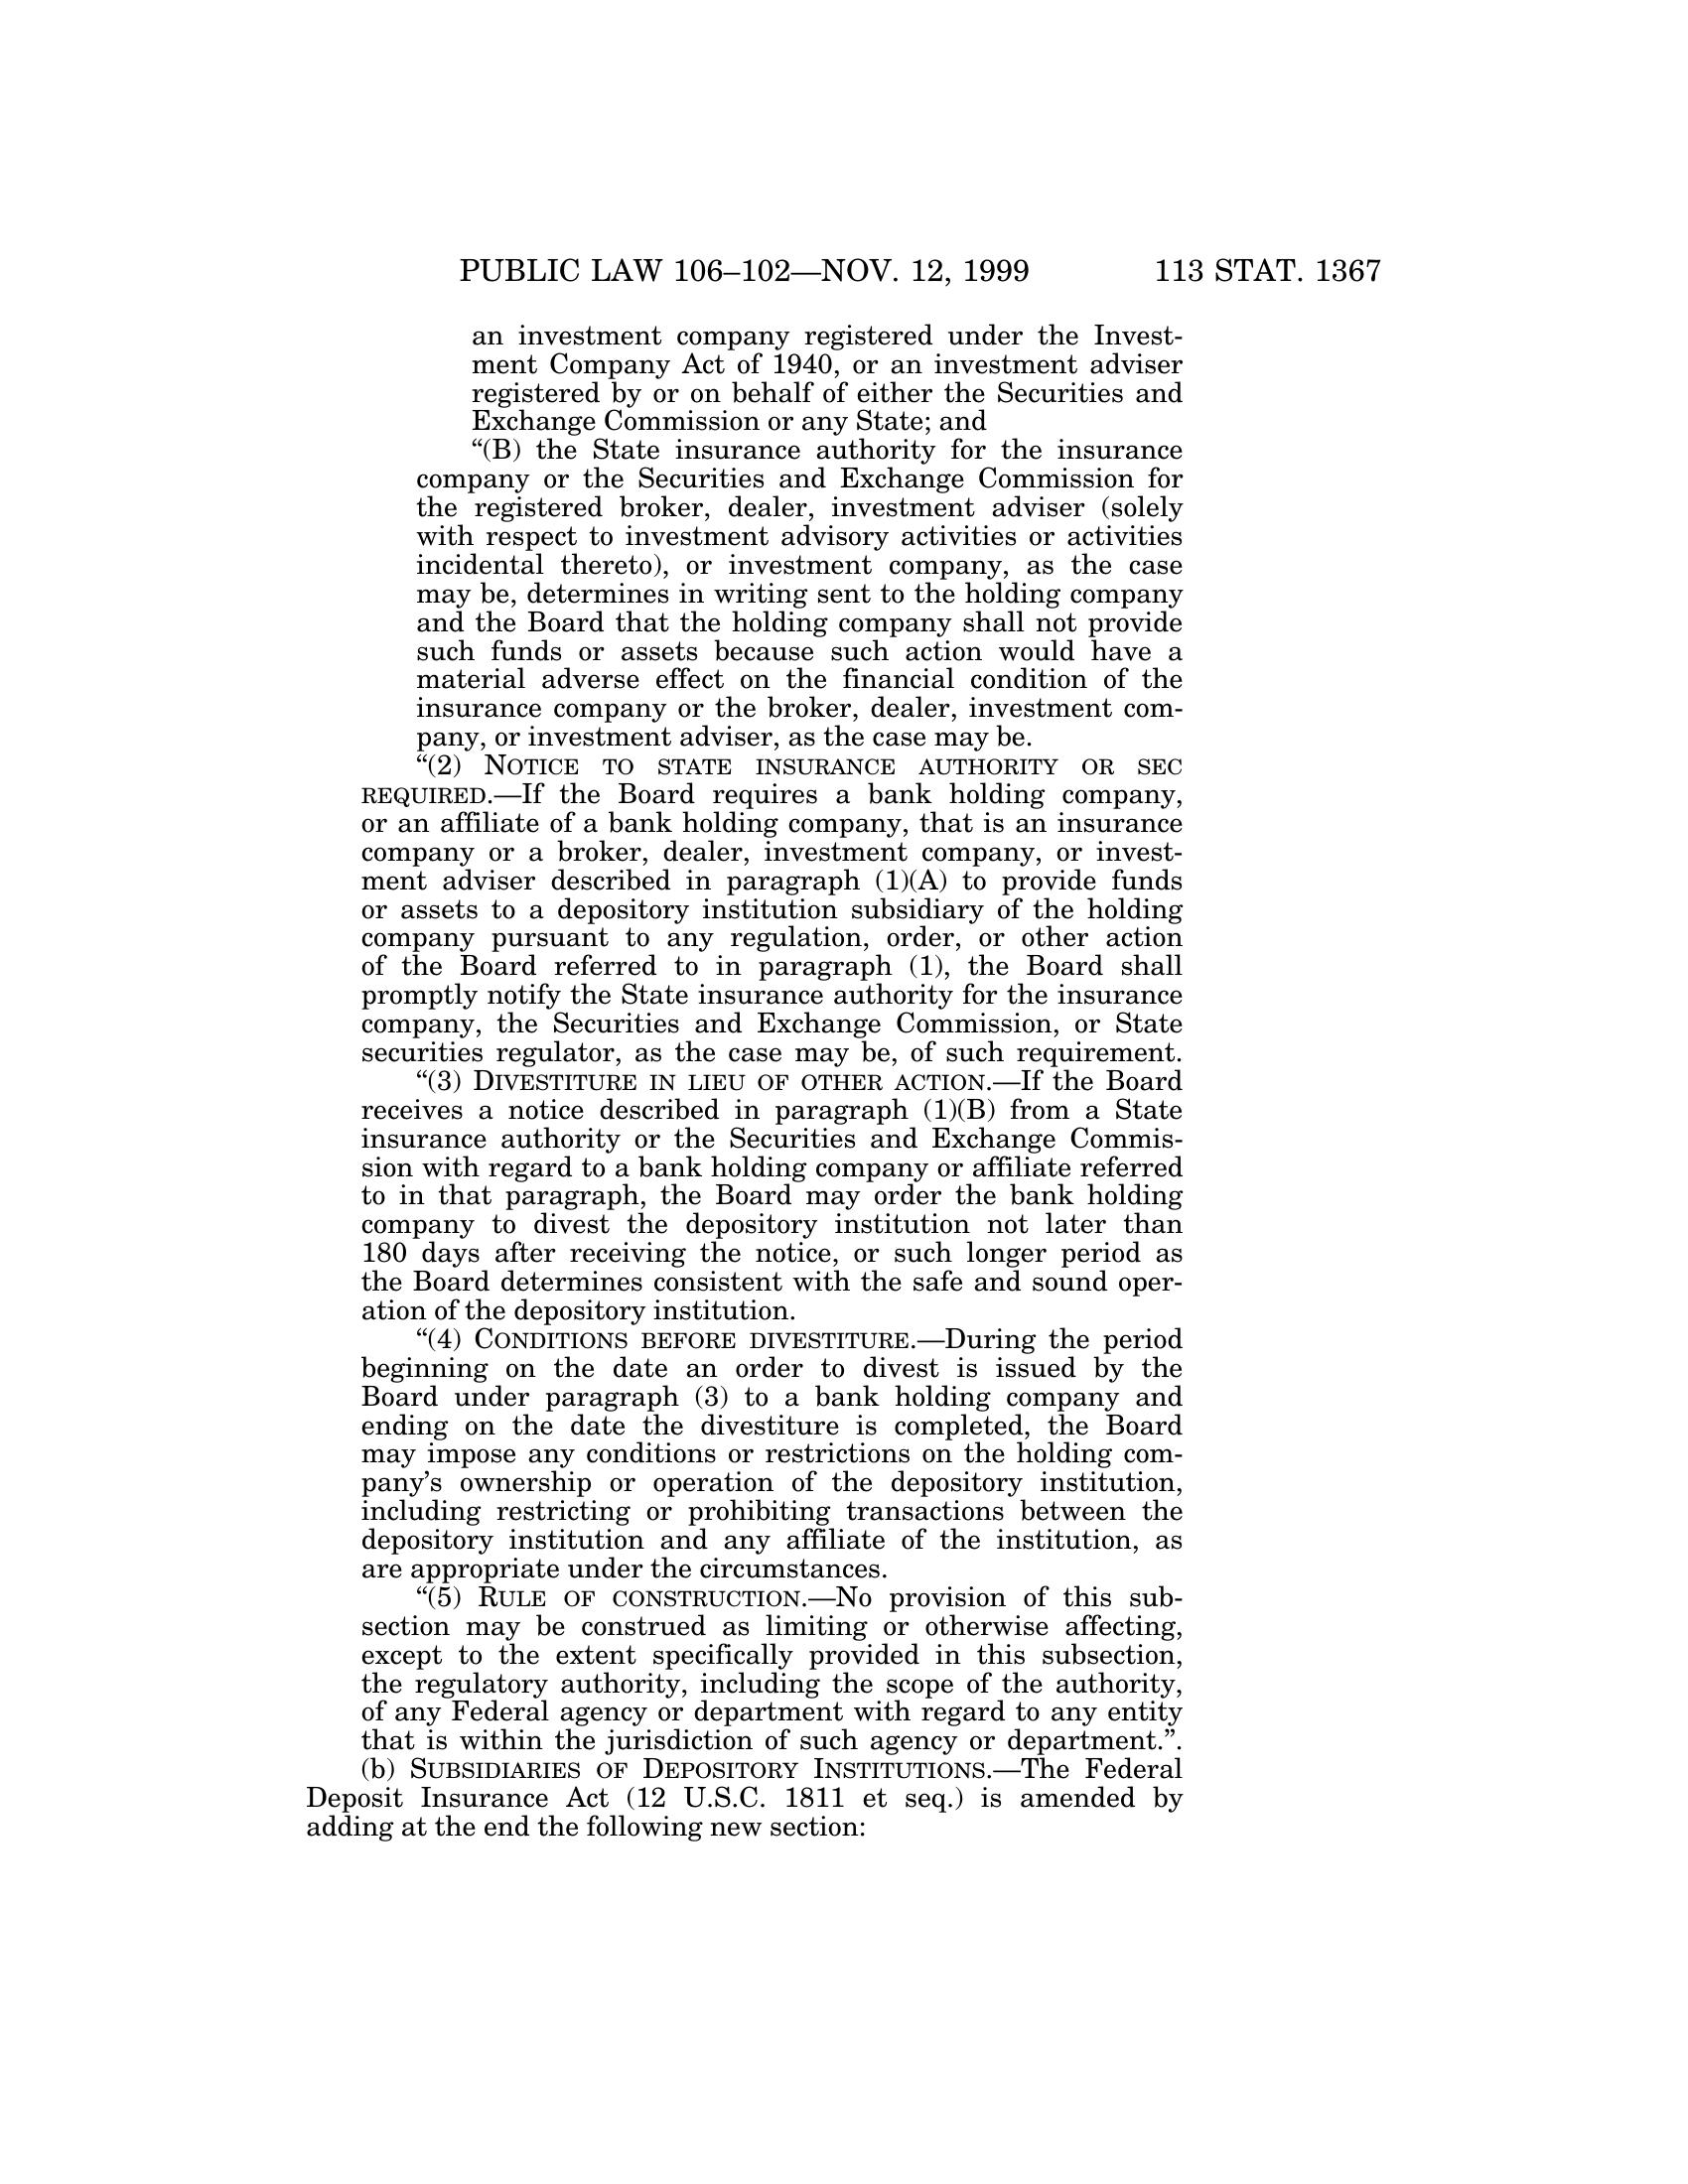 PUBLIC LAW 106–102—NOV. 12, 1999 113 STAT. 1367
an investment company registered under the Invest-
ment Company Act of 1940, or an investment adviser
registered by or on behalf of either the Securities and
Exchange Commission or any State; and
“(B) the State insurance authority for the insurance
company or the Securities and Exchange Commission for
the registered broker, dealer, investment adviser (solely
with respect to investment advisory activities or activities
incidental thereto), or investment company, as the case
may be, determines in writing sent to the holding company
and the Board that the holding company shall not provide
such funds or assets because such action would have a
material adverse effect on the financial condition of the
insurance company or the broker, dealer, investment com-
pany, or investment adviser, as the case may be.
“(2) NOTICE TO STATE INSURANCE AUTHORITY OR SEC
REQUIRED.—If the Board requires a bank holding company,
or an affiliate of a bank holding company, that is an insurance
company or a broker, dealer, investment company, or invest-
ment adviser described in paragraph (1)(A) to provide funds
or assets to a depository institution subsidiary of the holding
company pursuant to any regulation, order, or other action
of the Board referred to in paragraph (1), the Board shall
promptly notify the State insurance authority for the insurance
company, the Securities and Exchange Commission, or State
securities regulator, as the case may be, of such requirement.
“(3) DIVESTITURE IN LIEU OF OTHER ACTION.—If the Board
receives a notice described in paragraph (1)(B) from a State
insurance authority or the Securities and Exchange Commis-
sion with regard to a bank holding company or affiliate referred
to in that paragraph, the Board may order the bank holding
company to divest the depository institution not later than
180 days after receiving the notice, or such longer period as
the Board determines consistent with the safe and sound oper-
ation of the depository institution.
“(4) CONDITIONS BEFORE DIVESTITURE.—During the period
beginning on the date an order to divest is issued by the
Board under paragraph (3) to a bank holding company and
ending on the date the divestiture is completed, the Board
may impose any conditions or restrictions on the holding com-
pany’s ownership or operation of the depository institution,
including restricting or prohibiting transactions between the
depository institution and any affiliate of the institution, as
are appropriate under the circumstances.
“(5) RULE OF CONSTRUCTION.—No provision of this sub-
section may be construed as limiting or otherwise affecting,
except to the extent specifically provided in this subsection,
the regulatory authority, including the scope of the authority,
of any Federal agency or department with regard to any entity
that is within the jurisdiction of such agency or department.”.
(b) SUBSIDIARIES OF DEPOSITORY INSTITUTIONS.—The Federal
Deposit Insurance Act (12 U.S.C. 1811 et seq.) is amended by
adding at the end the following new section: